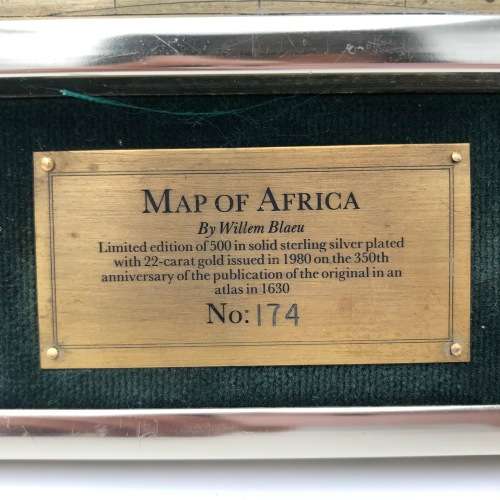 MAP OF AFRICA
By Willem Blaeu
Limited edition of 500 in solid sterling silver plated
with 22-carat gold issued in 1980 on the 350th
anniversary of the publication of the original in an
atlas in 1630
No: 174